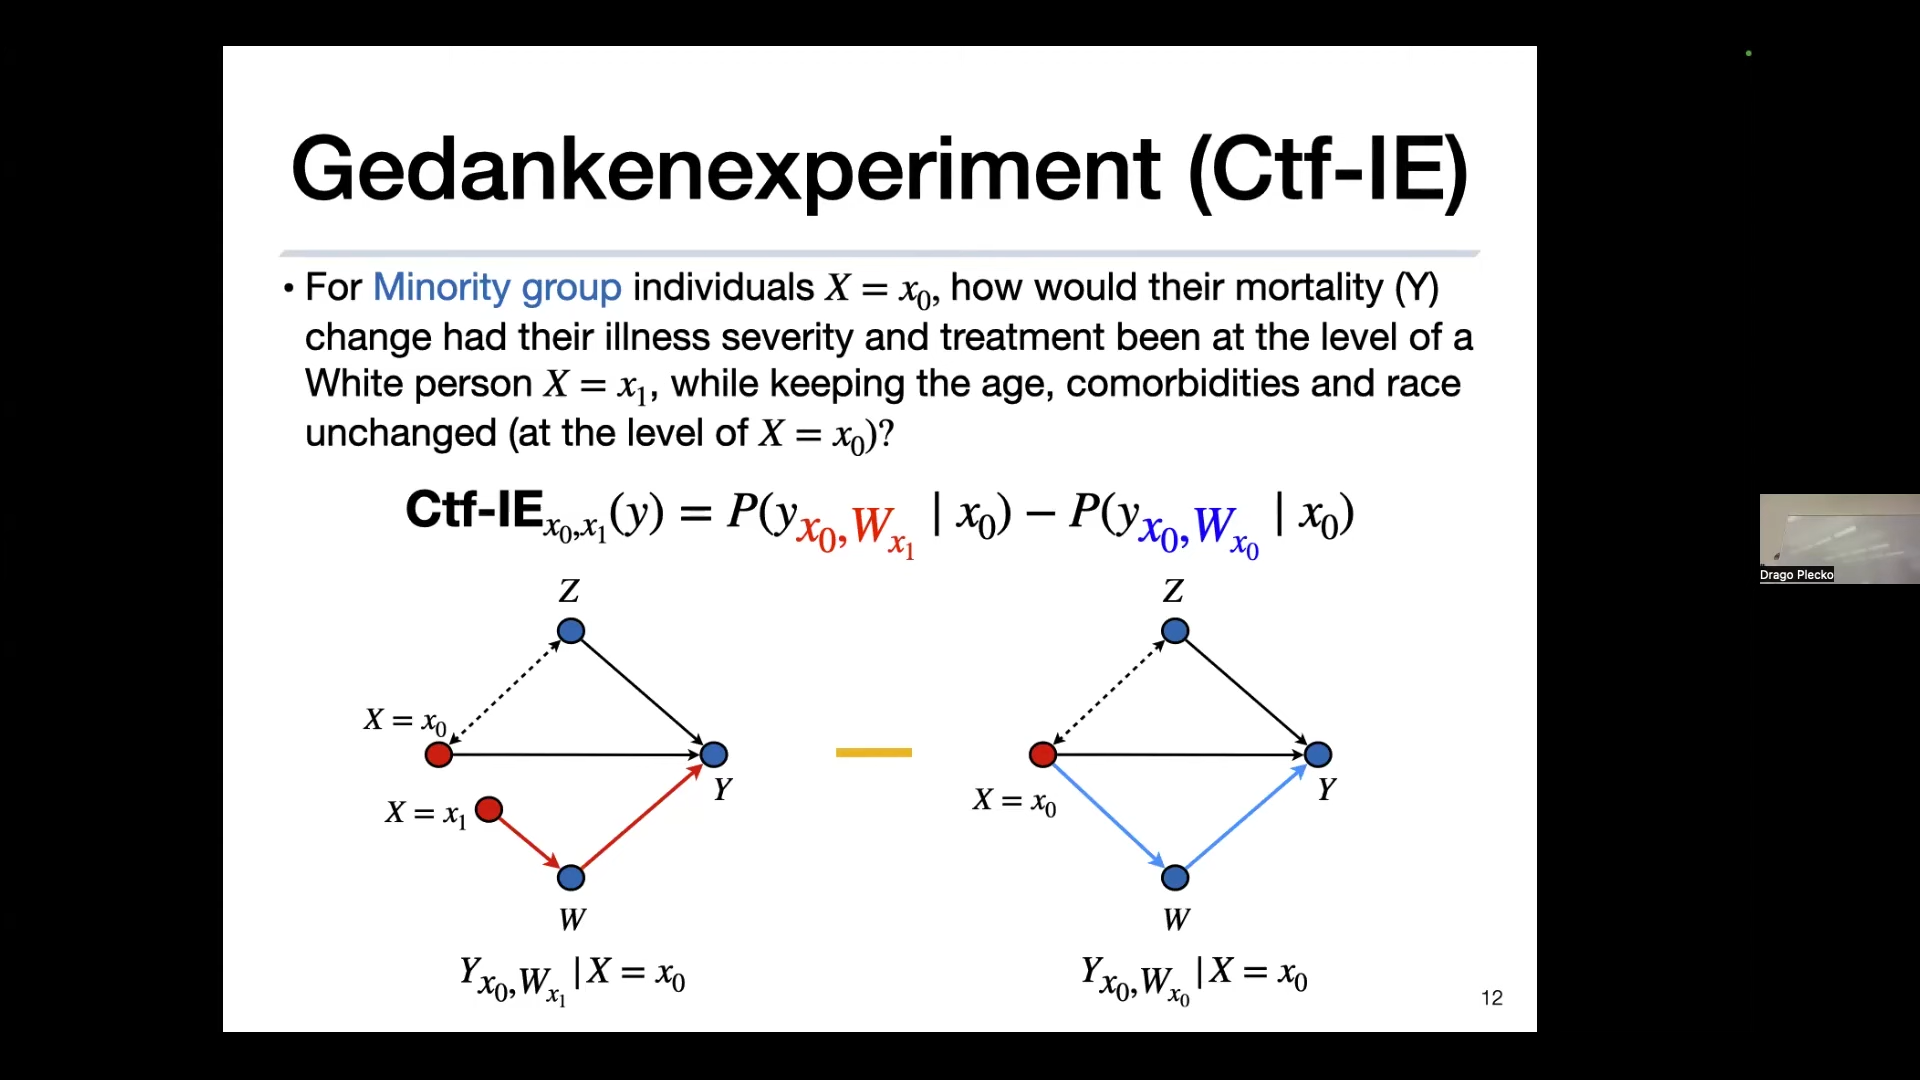 Gedankenexperiment (Ctf-IE)
• For Minority group individuals X = x₀, how would their mortality (Y)
change had their illness severity and treatment been at the level of a
White person X = x₁, while keeping the age, comorbidities and race
unchanged (at the level of X = x₀)?
Ctf-IE_{x₀,x₁}(y) = P(y_{x₀,W_{x₁}} | x₀) − P(y_{x₀,W_{x₀}} | x₀)
Z
Z
X = x₀
Y
X = x₁
X = x₀
Y
W
W
Y_{x₀,W_{x₁}} | X = x₀
Y_{x₀,W_{x₀}} | X = x₀
12
Drago Plecko